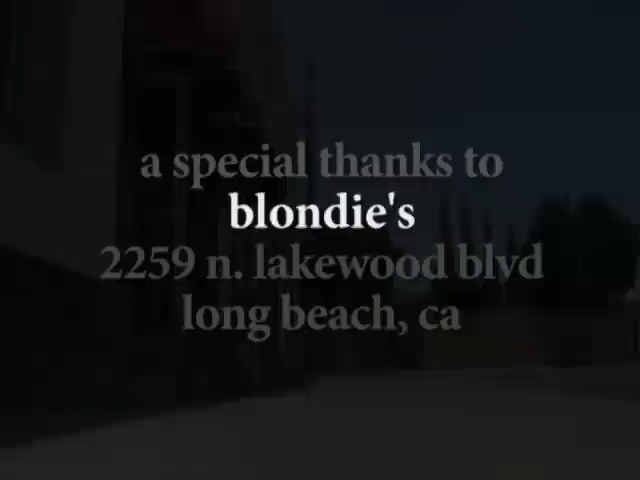 a special thanks to
blondie's
2259 n. lakewood blvd
long beach, ca